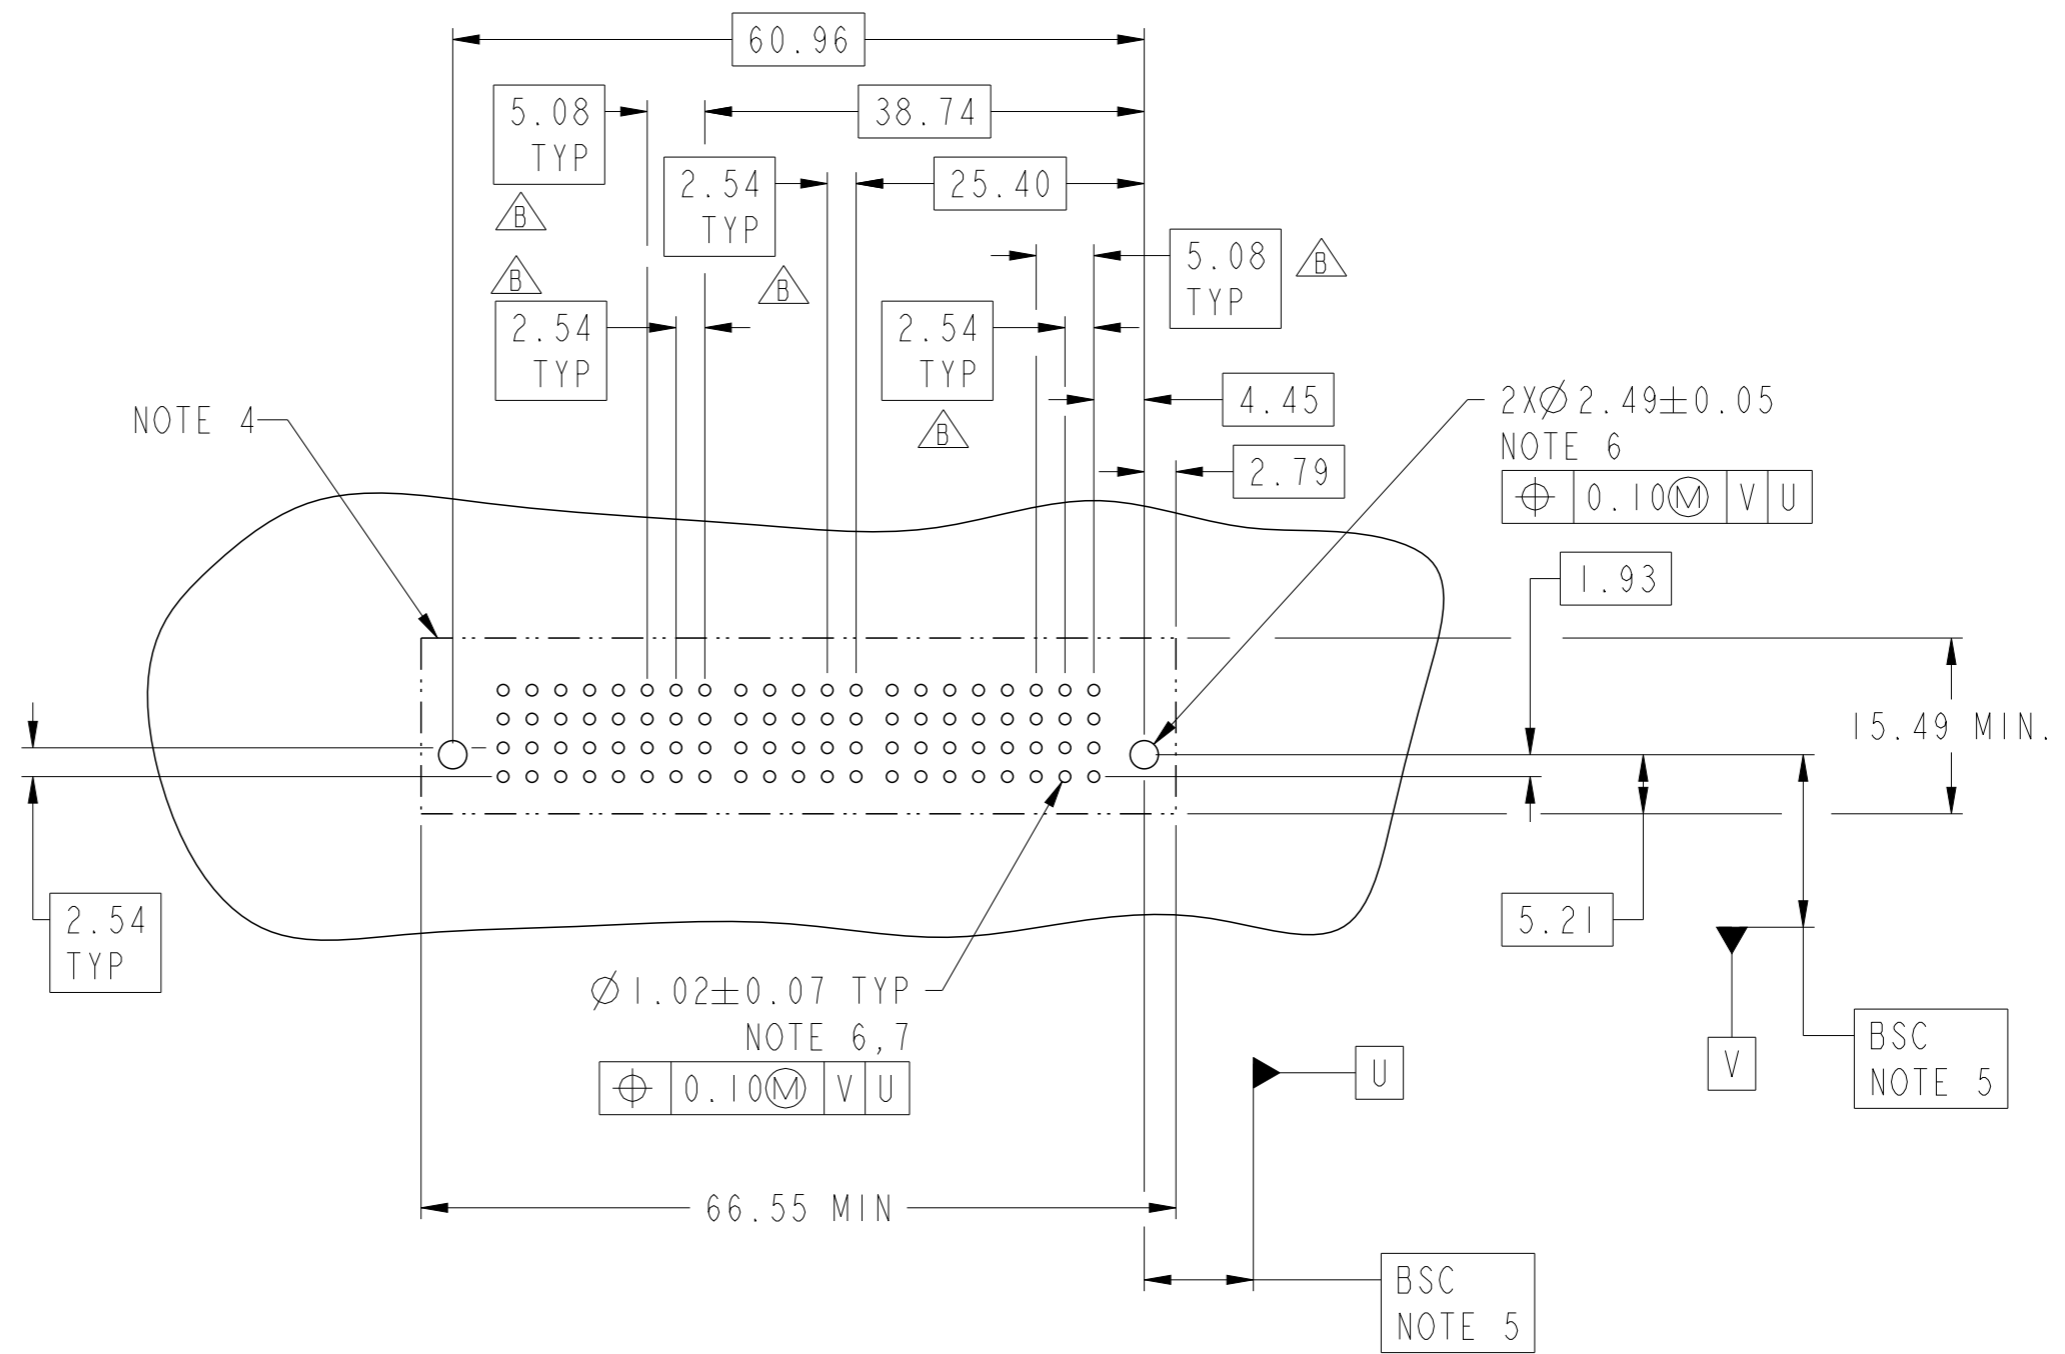 60.96
5.08
TYP
38.74
2.54
TYP
25.40
B
5.08
TYP
B
B
B
2.54
TYP
2.54
TYP
4.45
B
NOTE 4
2X⌀2.49±0.05
NOTE 6
⌖ 0.10Ⓜ V U
2.79
1.93
15.49 MIN.
2.54
TYP
5.21
⌀1.02±0.07 TYP
NOTE 6,7
⌖ 0.10Ⓜ V U
U
V
BSC
NOTE 5
66.55 MIN
BSC
NOTE 5